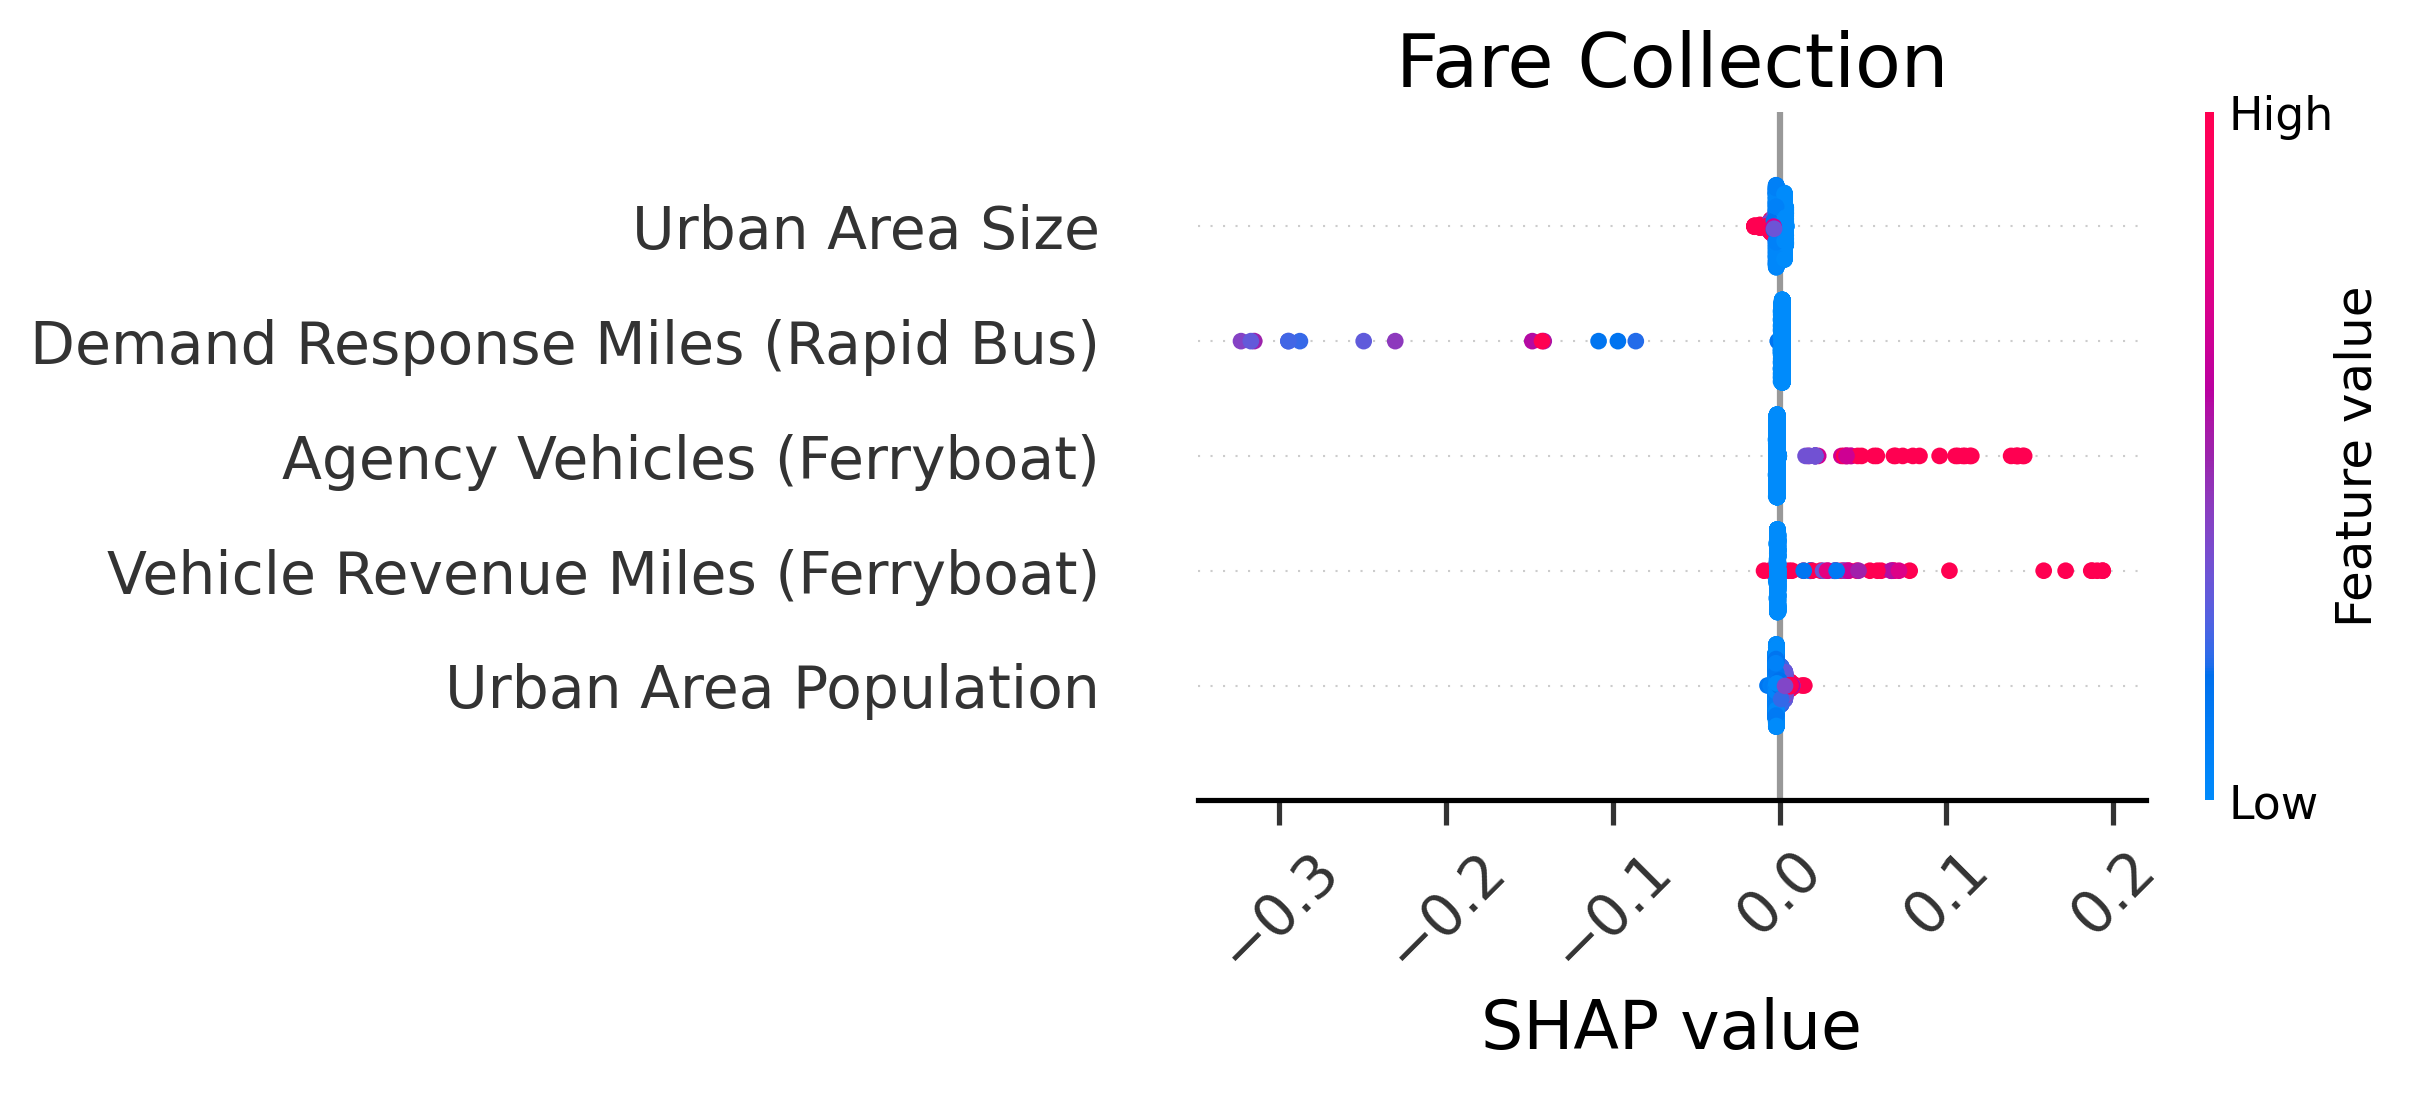 Fare Collection
High
Urban Area Size
Demand Response Miles (Rapid Bus)
Agency Vehicles (Ferryboat)
Vehicle Revenue Miles (Ferryboat)
Urban Area Population
Feature value
Low
−0.3
−0.2
−0.1
0.0
0.1
0.2
SHAP value